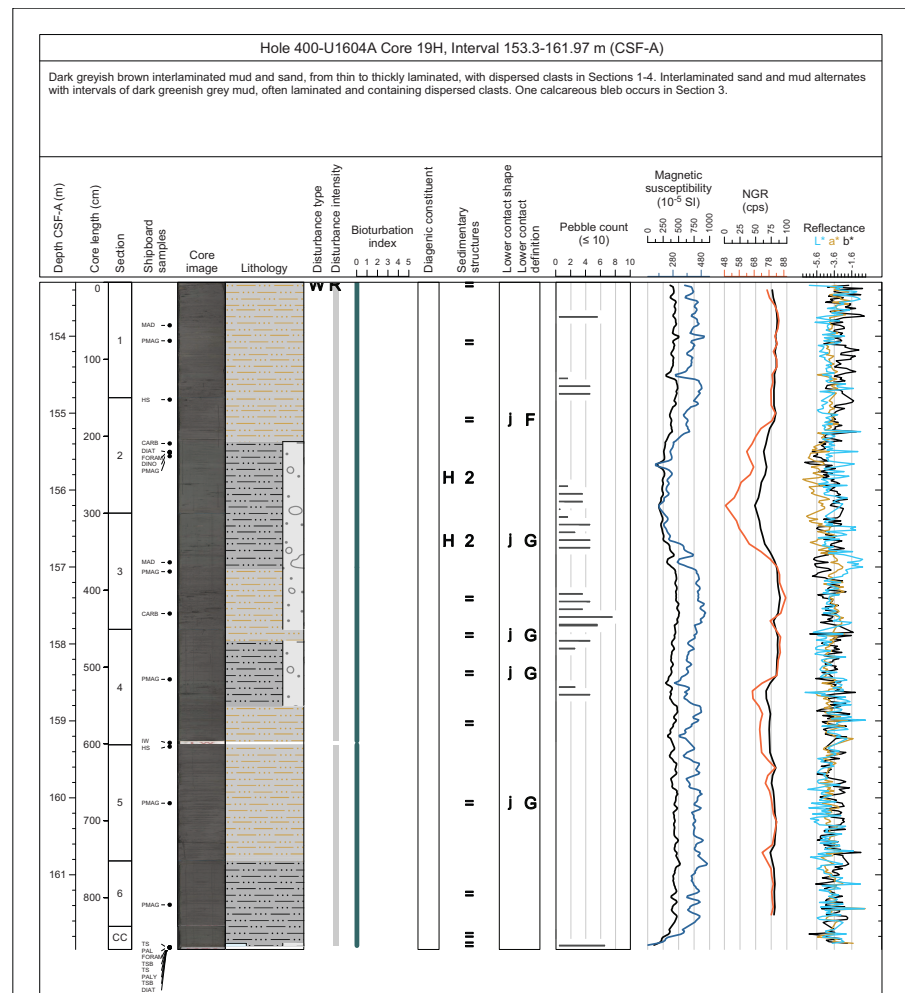 Hole 400-U1604A Core 19H, Interval 153.3-161.97 m (CSF-A)
Dark greyish brown interlaminated mud and sand, from thin to thickly laminated, with dispersed clasts in Sections 1-4. Interlaminated sand and mud alternates
with intervals of dark greenish grey mud, often laminated and containing dispersed clasts. One calcareous bleb occurs in Section 3.
Depth CSF-A (m)
Core length (cm)
Section
Shipboard
samples
Core
image
Lithology
Disturbance type
Disturbance intensity
Bioturbation
index
0 1 2 3 4 5
Diagenic constituent
Sedimentary
structures
Lower contact shape
Lower contact
definition
Pebble count
(≤ 10)
0 2 4 6 8 10
Magnetic
susceptibility
(10⁻⁵ SI)
0 250 500 750 1000
280 480
NGR
(cps)
0 25 50 75 100
48 58 68 78 88
Reflectance
L* a* b*
-5.6 -3.6 -1.6
0
W R
=
MAD
154
PMAG
=
1
100
HS
155
= j F
200
CARB
DIAT
FORAM
DINO
PMAG
2
H 2
156
300
H 2 j G
MAD
157
PMAG
3
=
400
CARB
= j G
158
500
PMAG
4
= j G
159
=
IW
600
HS
160
PMAG
5
= j G
700
161
6
=
800
PMAG
CC
=
=
TS
PAL
FORAM
TSB
TS
PALY
TSB
DIAT